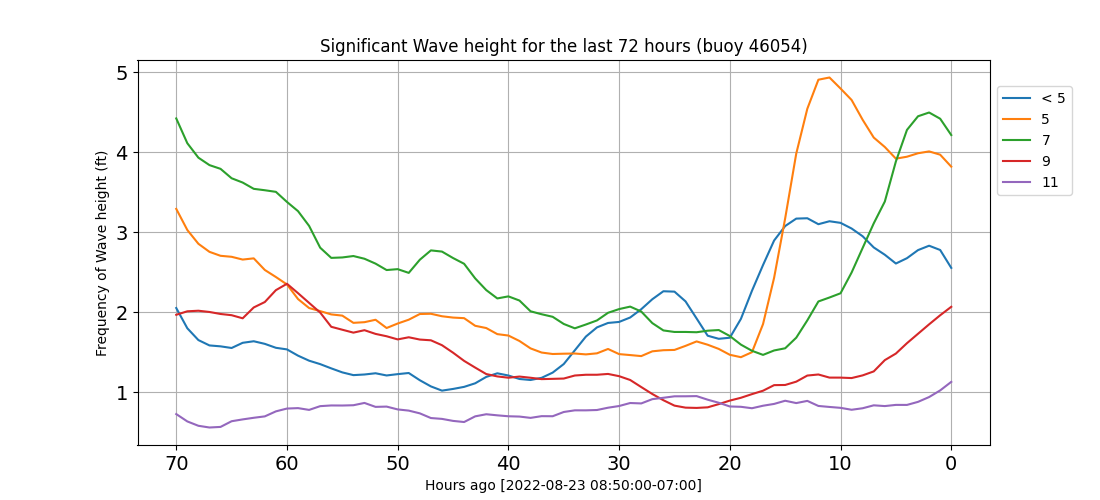 Significant Wave height for the last 72 hours (buoy 46054)
Frequency of Wave height (ft)
5
4
3
2
1
70 60 50 40 30 20 10 0
Hours ago [2022-08-23 08:50:00-07:00]
< 5
5
7
9
11